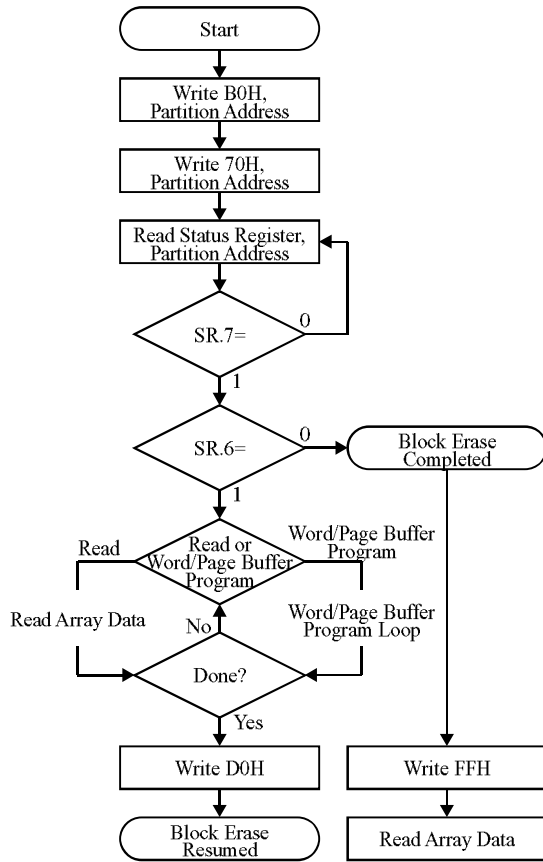 Start
Write B0H,
Partition Address
Write 70H,
Partition Address
Read Status Register,
Partition Address
0
SR.7=
1
0
SR.6=
Block Erase
Completed
1
Read
Read or
Word/Page Buffer
Program
Word/Page Buffer
Program
Read Array Data
Word/Page Buffer
Program Loop
No
Done?
Yes
Write D0H
Write FFH
Block Erase
Resumed
Read Array Data